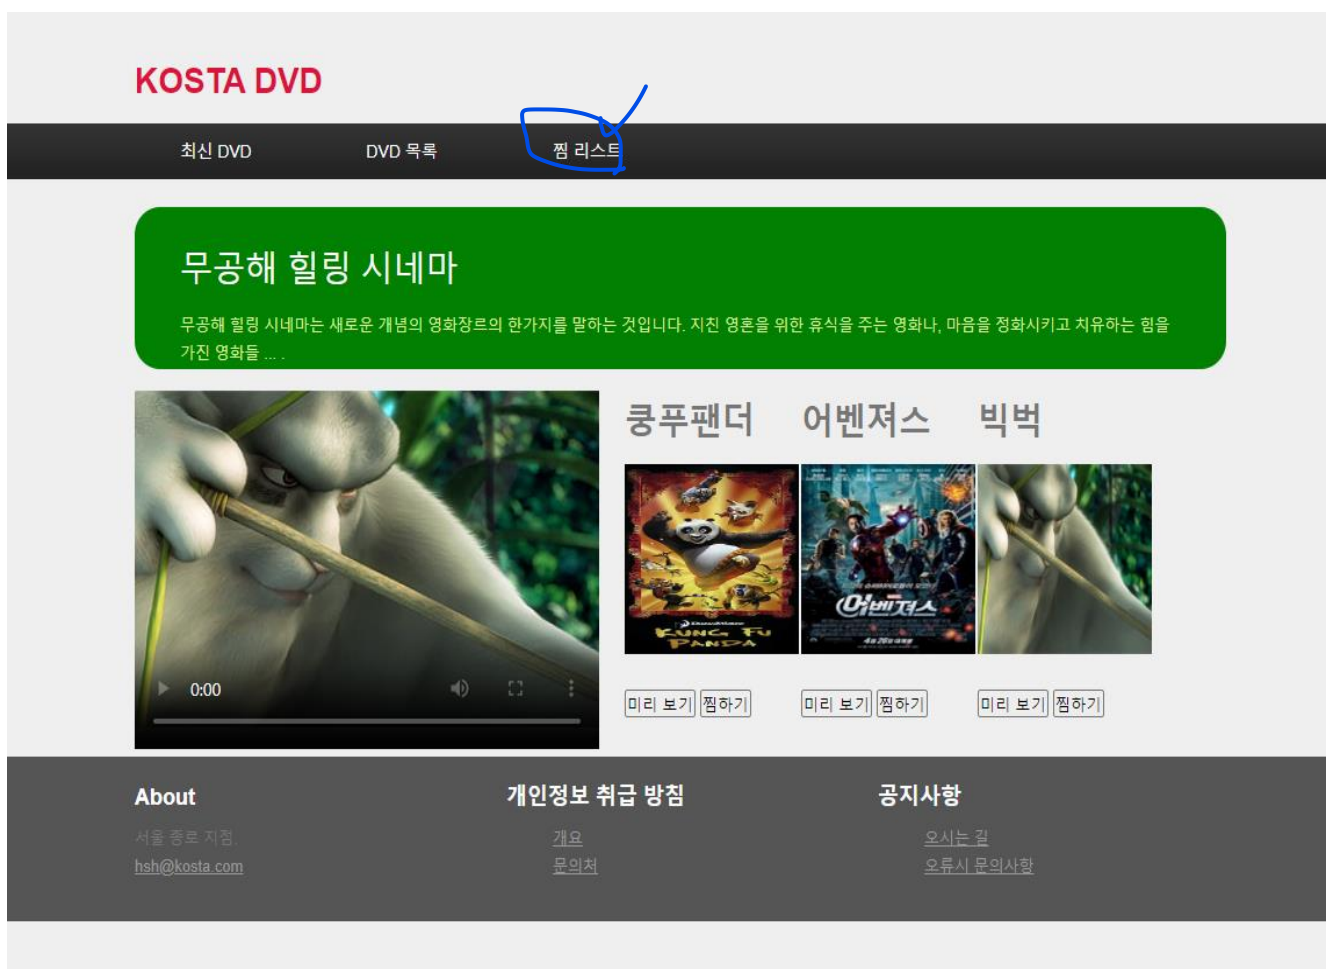 KOSTA DVD
최신 DVD DVD 목록 찜 리스트
무공해 힐링 시네마
무공해 힐링 시네마는 새로운 개념의 영화장르의 한가지를 말하는 것입니다. 지친 영혼을 위한 휴식을 주는 영화나, 마음을 정화시키고 치유하는 힘을
가진 영화들 ... .
쿵푸팬더 어벤져스 빅벅
KUNG FU
PANDA
어벤져스
0:00
미리 보기 찜하기 미리 보기 찜하기 미리 보기 찜하기
About 개인정보 취급 방침 공지사항
서울 종로 지점, 개요 오시는 길
hsh@kosta.com 문의처 오류시 문의사항